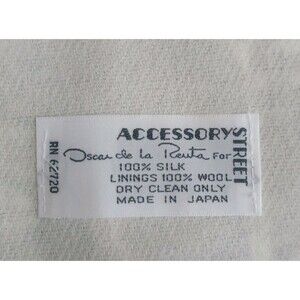 ACCESSORY STREET
Oscar de la Renta FOR
100% SILK
LININGS 100% WOOL
DRY CLEAN ONLY
MADE IN JAPAN
RN 62720